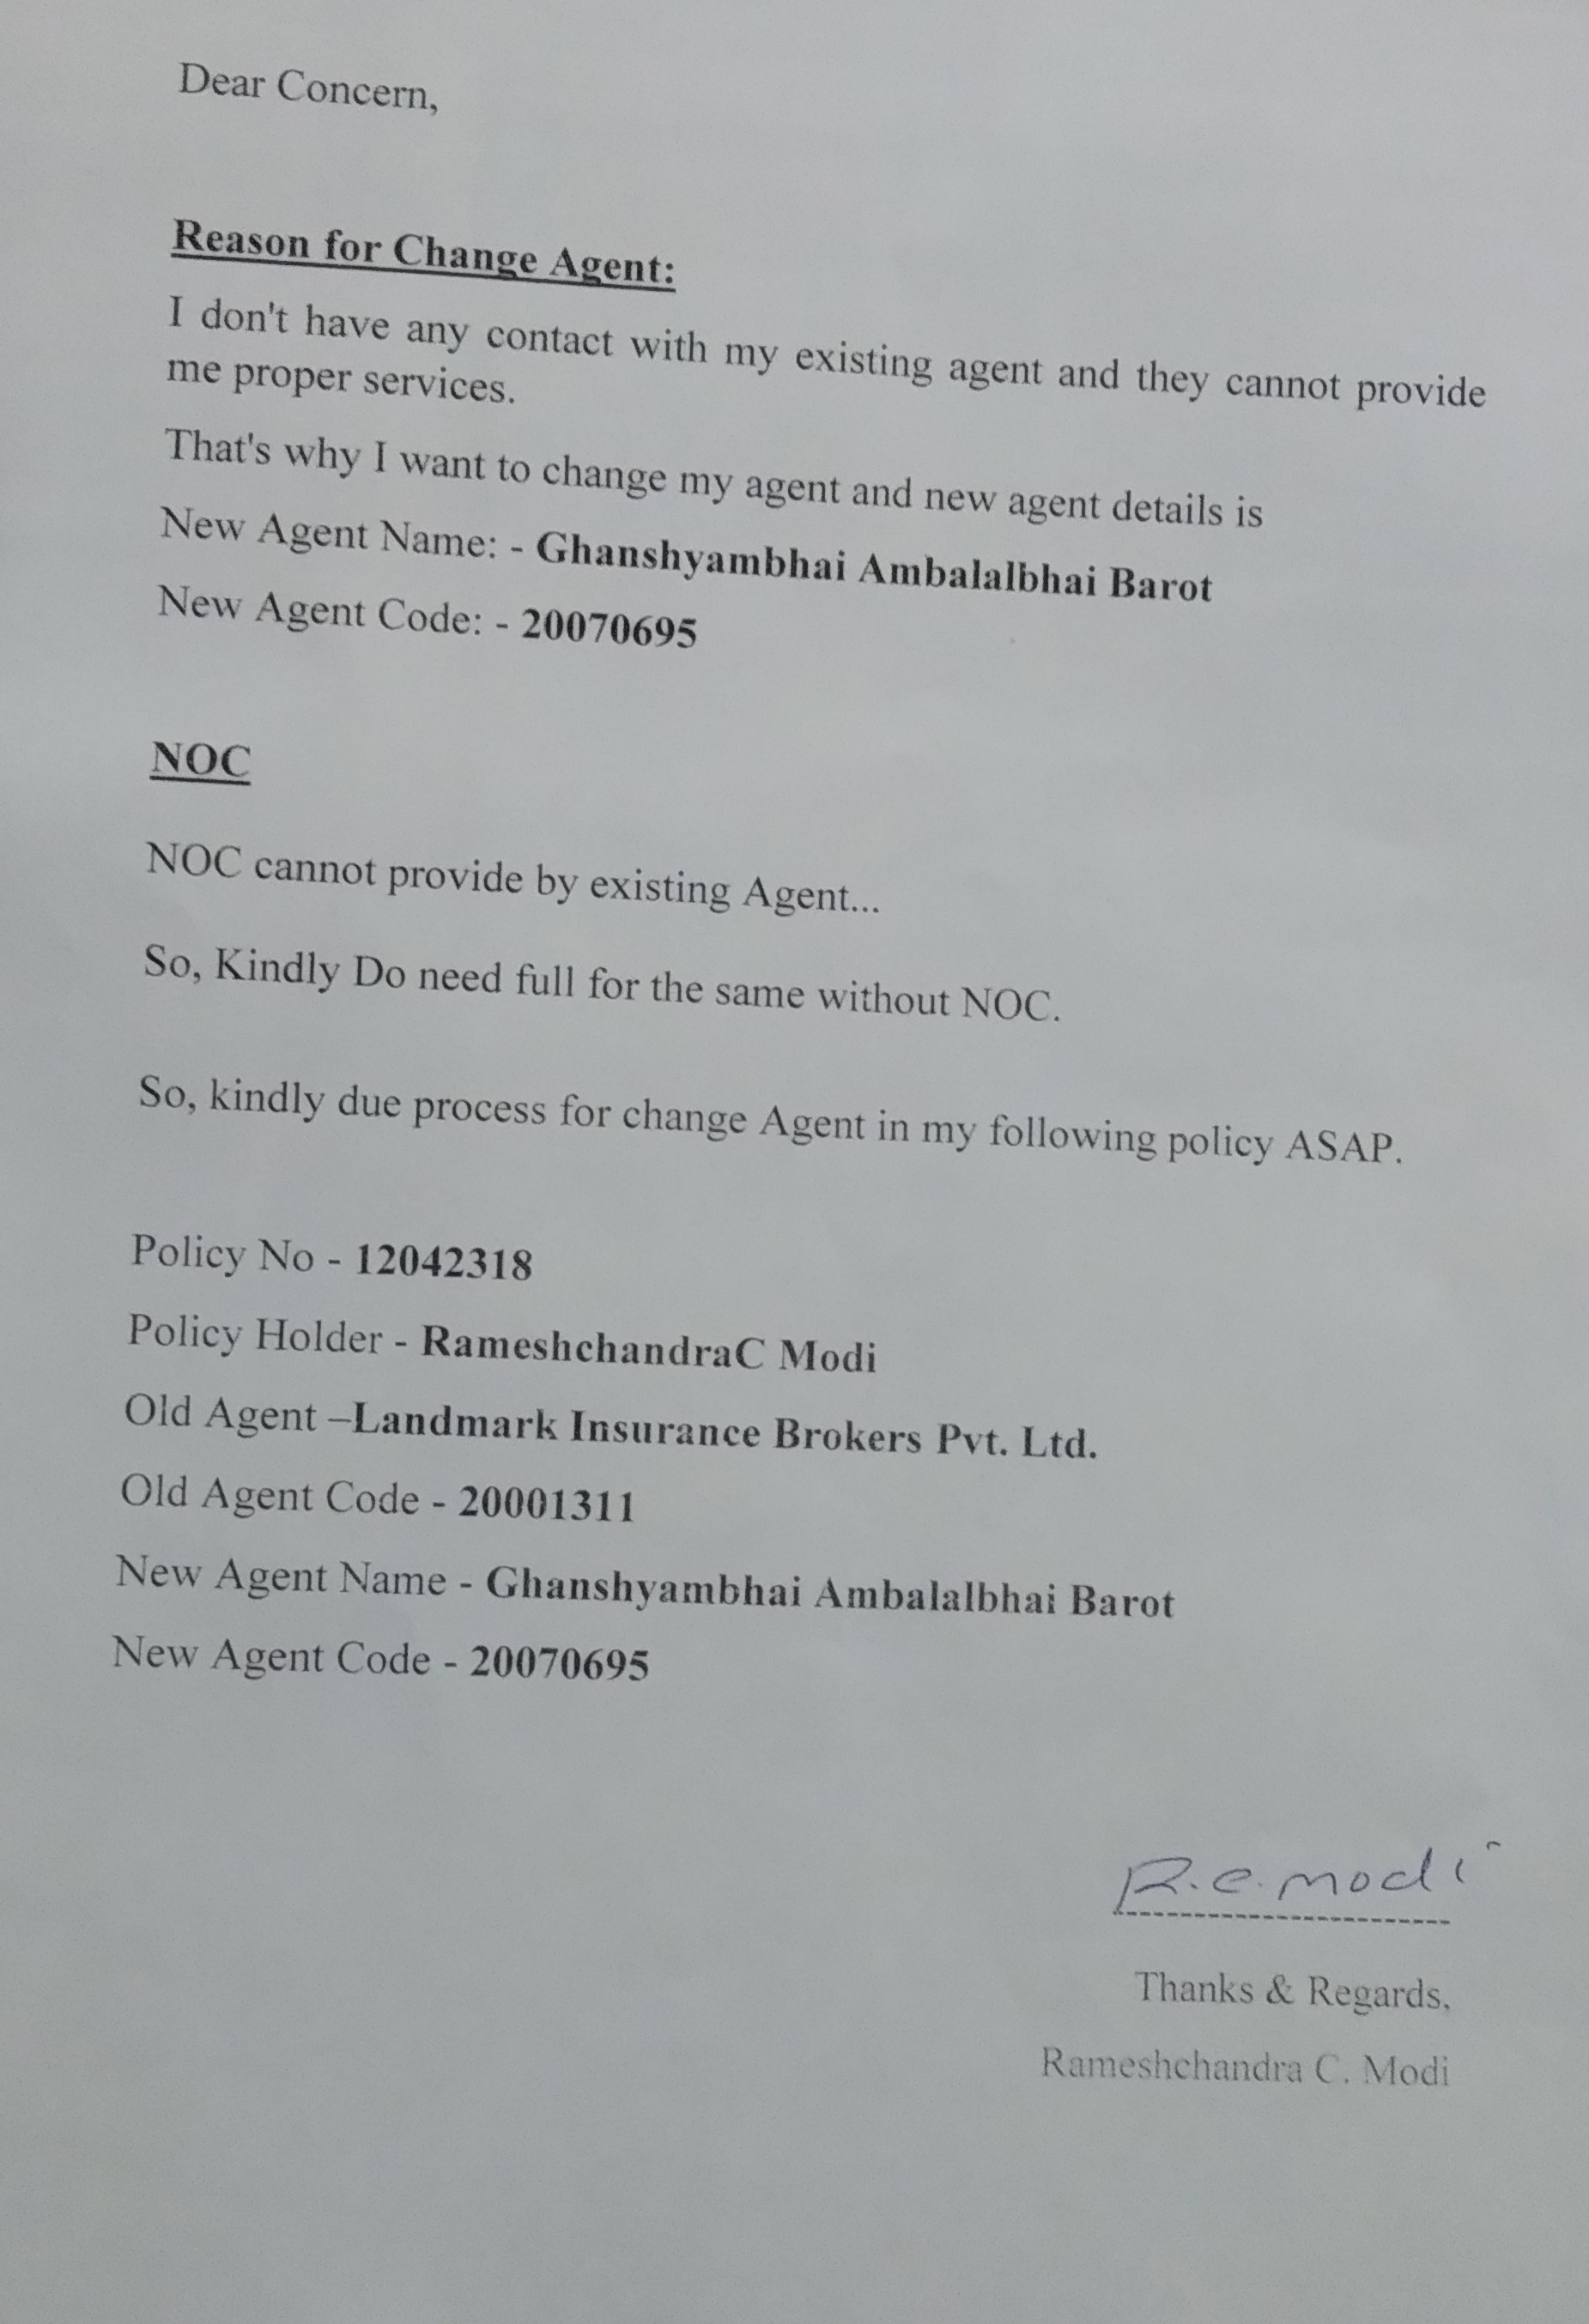 Dear Concern,
Reason for Change Agent:
I don't have any contact with my existing agent and they cannot provide
me proper services.
That's why I want to change my agent and new agent details is
New Agent Name: - Ghanshyambhai Ambalalbhai Barot
New Agent Code: - 20070695
NOC
NOC cannot provide by existing Agent...
So, Kindly Do need full for the same without NOC.
So, kindly due process for change Agent in my following policy ASAP.
Policy No - 12042318
Policy Holder - RameshchandraC Modi
Old Agent –Landmark Insurance Brokers Pvt. Ltd.
Old Agent Code - 20001311
New Agent Name - Ghanshyambhai Ambalalbhai Barot
New Agent Code - 20070695
R.C.Modi
Thanks & Regards,
Rameshchandra C. Modi